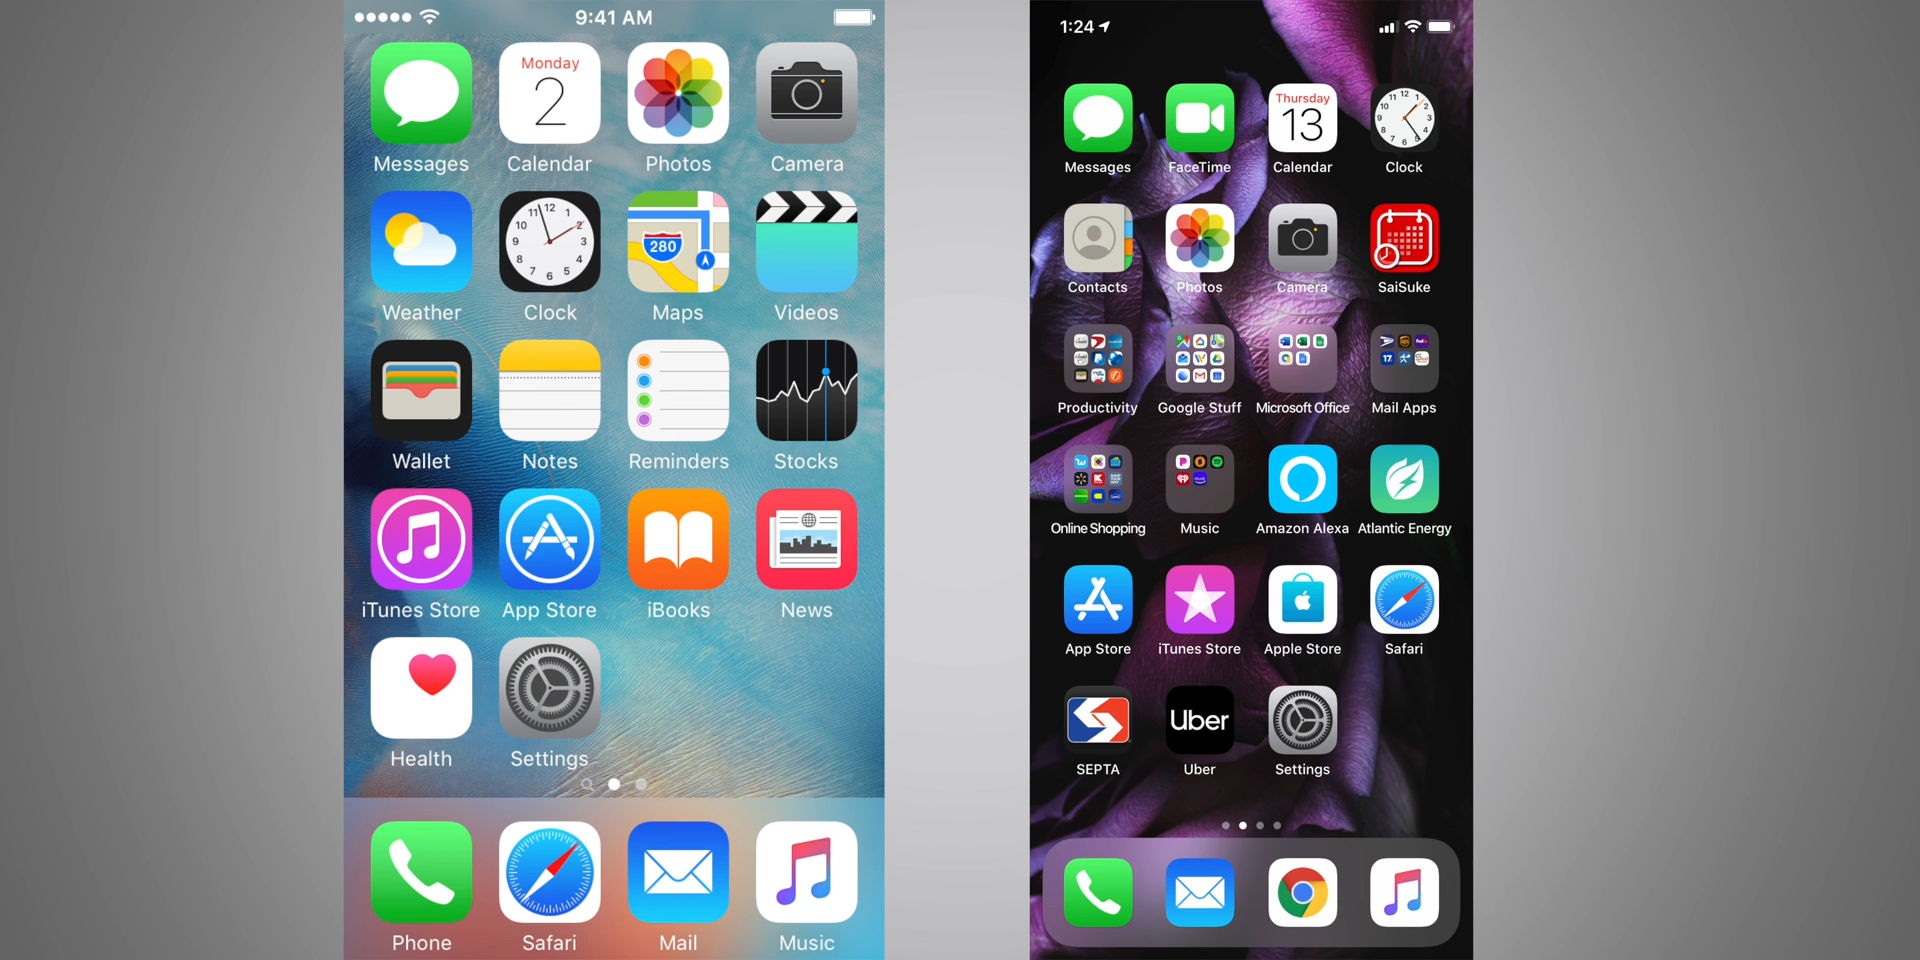 9:41 AM
Monday
2
Messages Calendar Photos Camera
280
Weather Clock Maps Videos
Wallet Notes Reminders Stocks
iTunes Store App Store iBooks News
Health Settings
Phone Safari Mail Music
1:24
Thursday
13
Messages FaceTime Calendar Clock
Contacts Photos Camera SaiSuke
17
Productivity Google Stuff Microsoft Office Mail Apps
Online Shopping Music Amazon Alexa Atlantic Energy
App Store iTunes Store Apple Store Safari
Uber
SEPTA Uber Settings